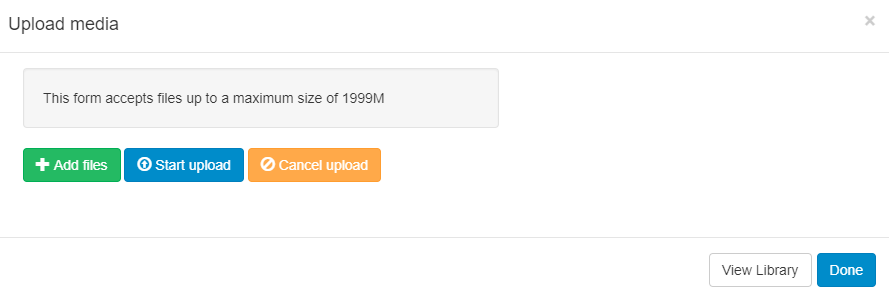 Upload media ×
This form accepts files up to a maximum size of 1999M
Add files Start upload Cancel upload
View Library Done